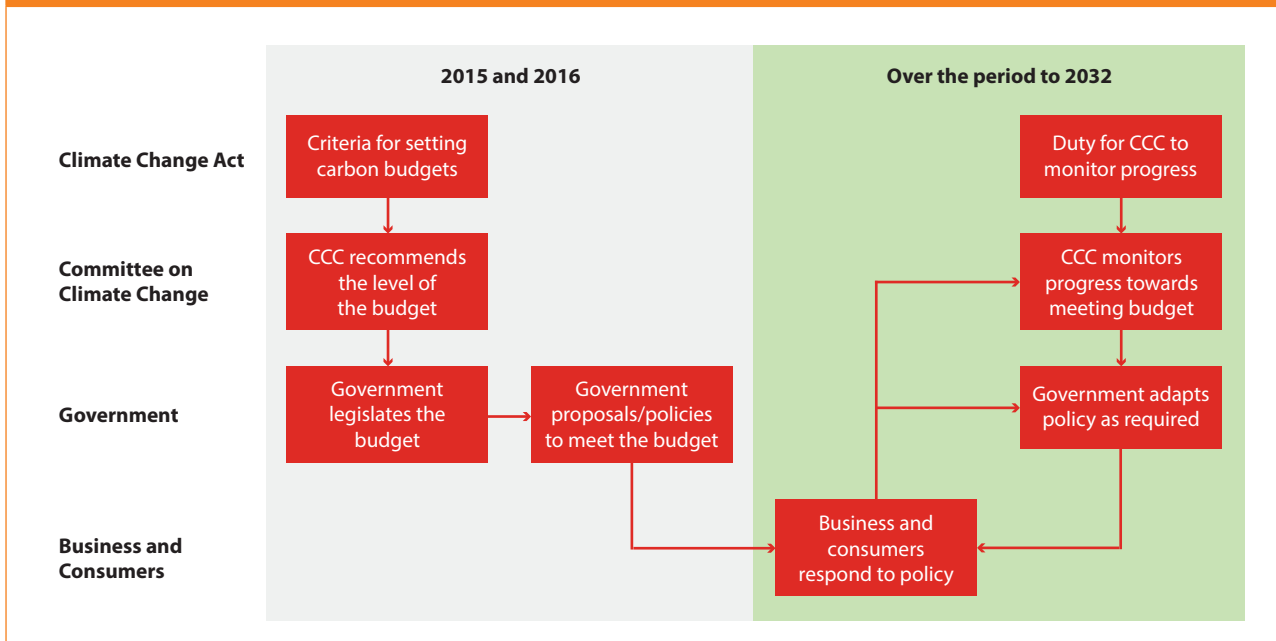 2015 and 2016
Over the period to 2032
Climate Change Act
Criteria for setting
carbon budgets
Duty for CCC to
monitor progress
Committee on
Climate Change
CCC recommends
the level of
the budget
CCC monitors
progress towards
meeting budget
Government
Government
legislates the
budget
Government
proposals/policies
to meet the budget
Government adapts
policy as required
Business and
Consumers
Business and
consumers
respond to policy